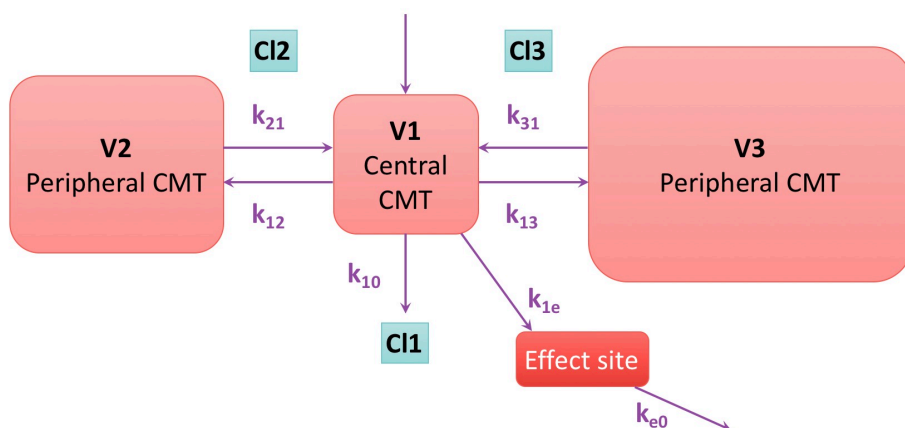 Cl2
Cl3
k21
k31
V2
Peripheral CMT
V1
Central
CMT
V3
Peripheral CMT
k12
k13
k10
k1e
Cl1
Effect site
ke0